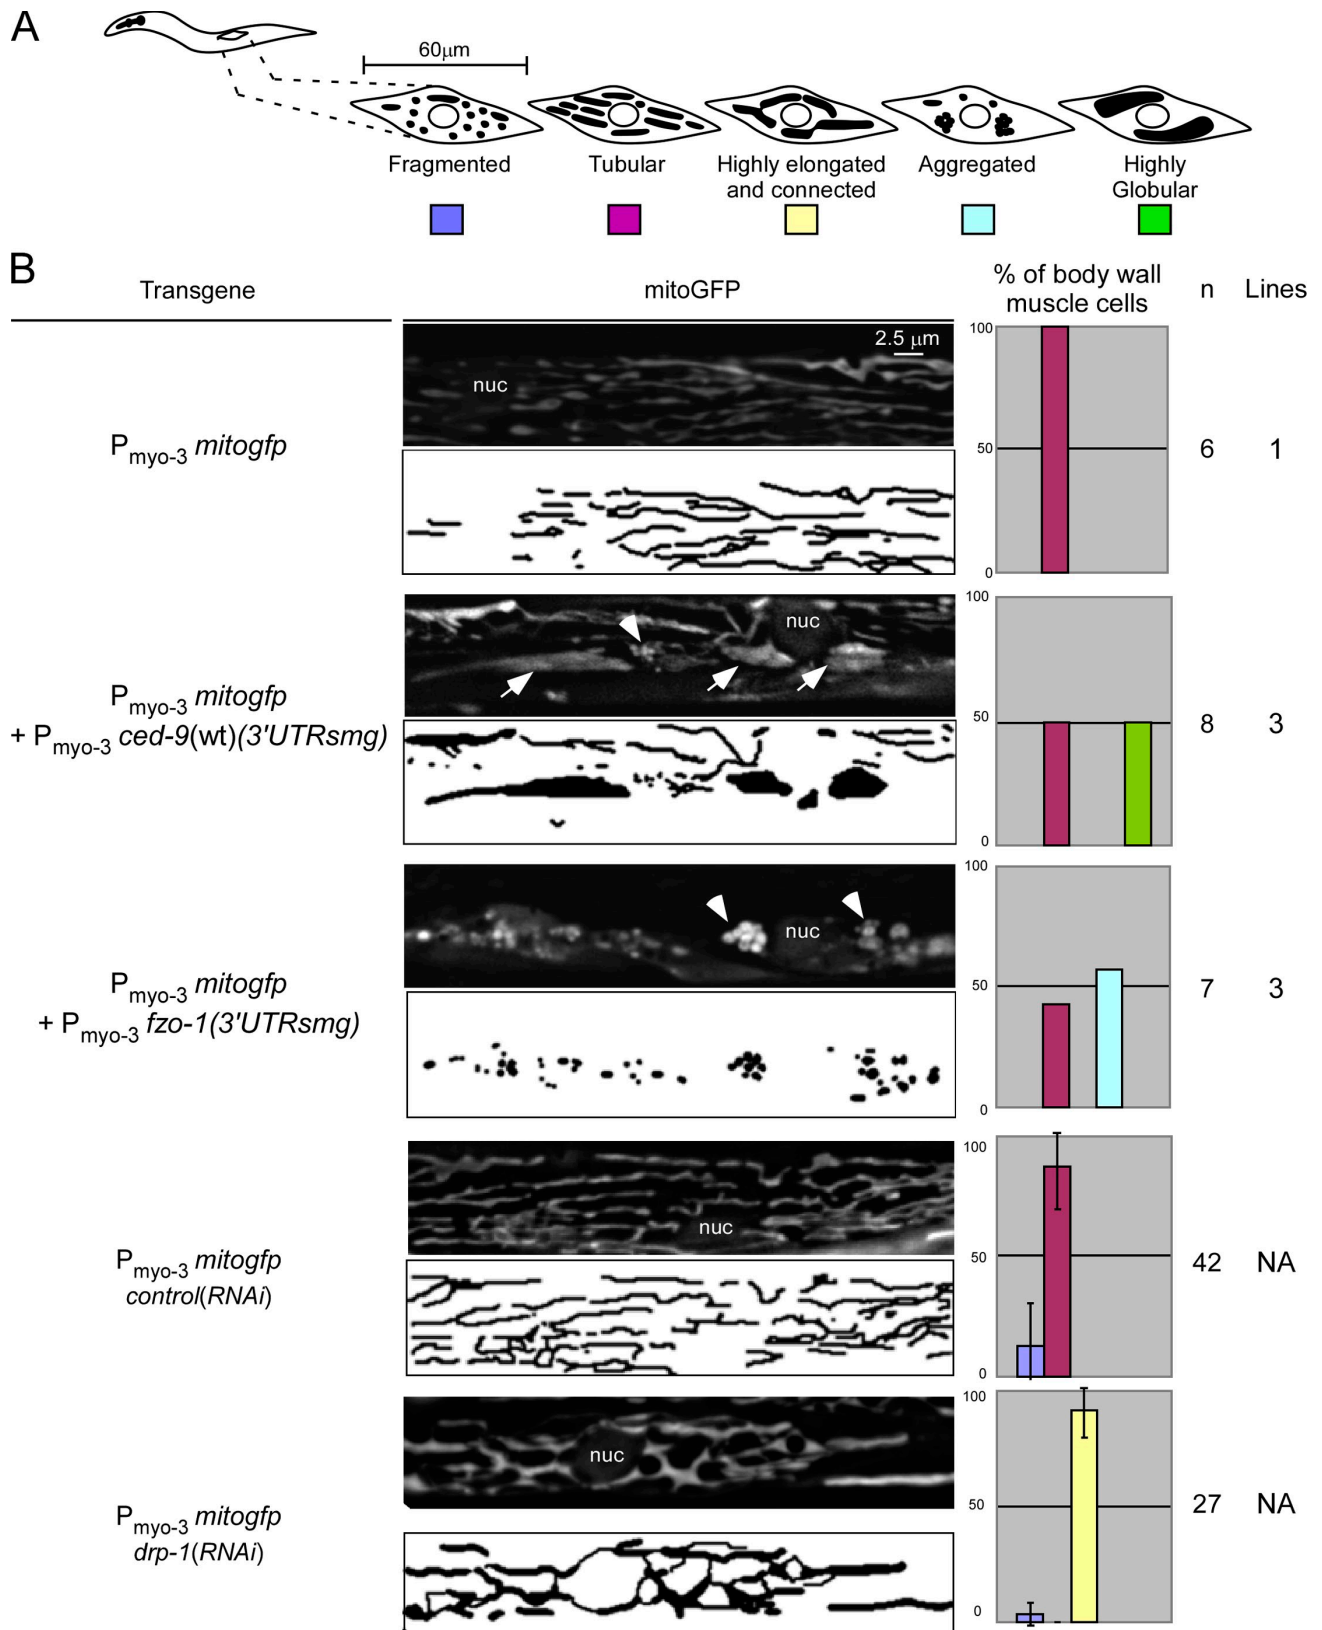 A
60μm
Fragmented
Tubular
Highly elongated
and connected
Aggregated
Highly
Globular
B
Transgene
mitoGFP
% of body wall
muscle cells
n
Lines
2.5 μm
nuc
100
50
0
Pmyo-3 mitogfp
6
1
nuc
100
50
0
Pmyo-3 mitogfp
+ Pmyo-3 ced-9(wt)(3'UTRsmg)
8
3
nuc
100
50
0
Pmyo-3 mitogfp
+ Pmyo-3 fzo-1(3'UTRsmg)
7
3
nuc
100
50
0
Pmyo-3 mitogfp
control(RNAi)
42
NA
nuc
100
50
0
Pmyo-3 mitogfp
drp-1(RNAi)
27
NA